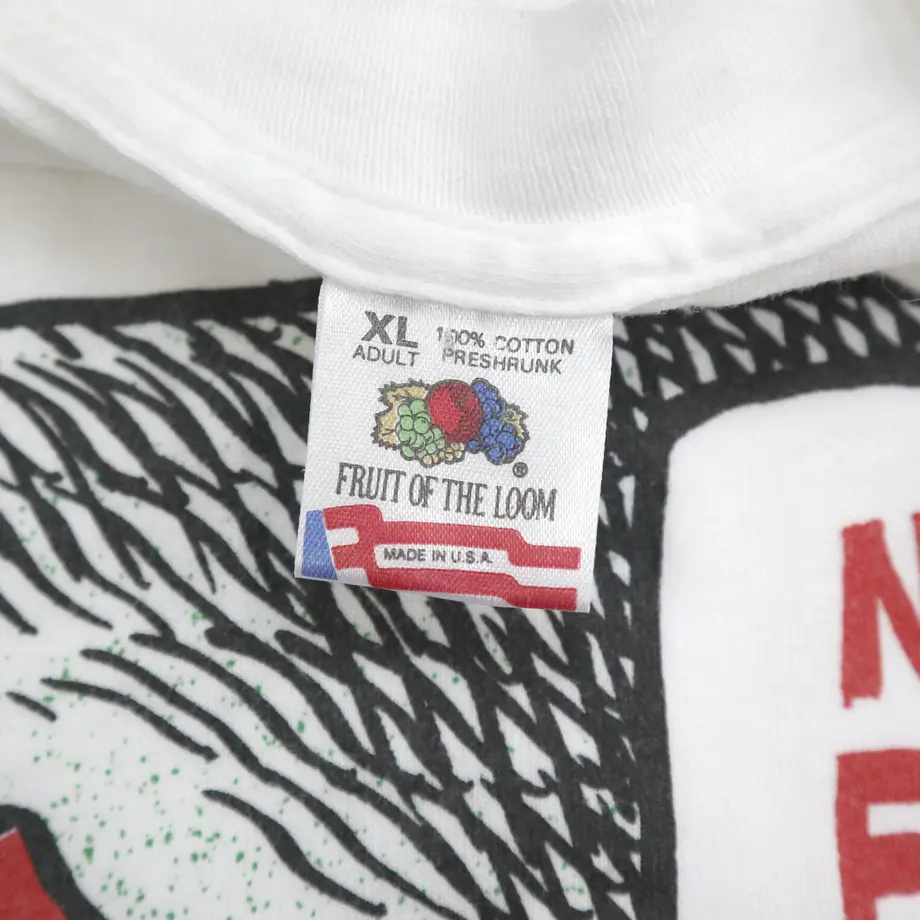 XL 100% COTTON
ADULT PRESHRUNK
®
FRUIT OF THE LOOM
MADE IN U.S.A.